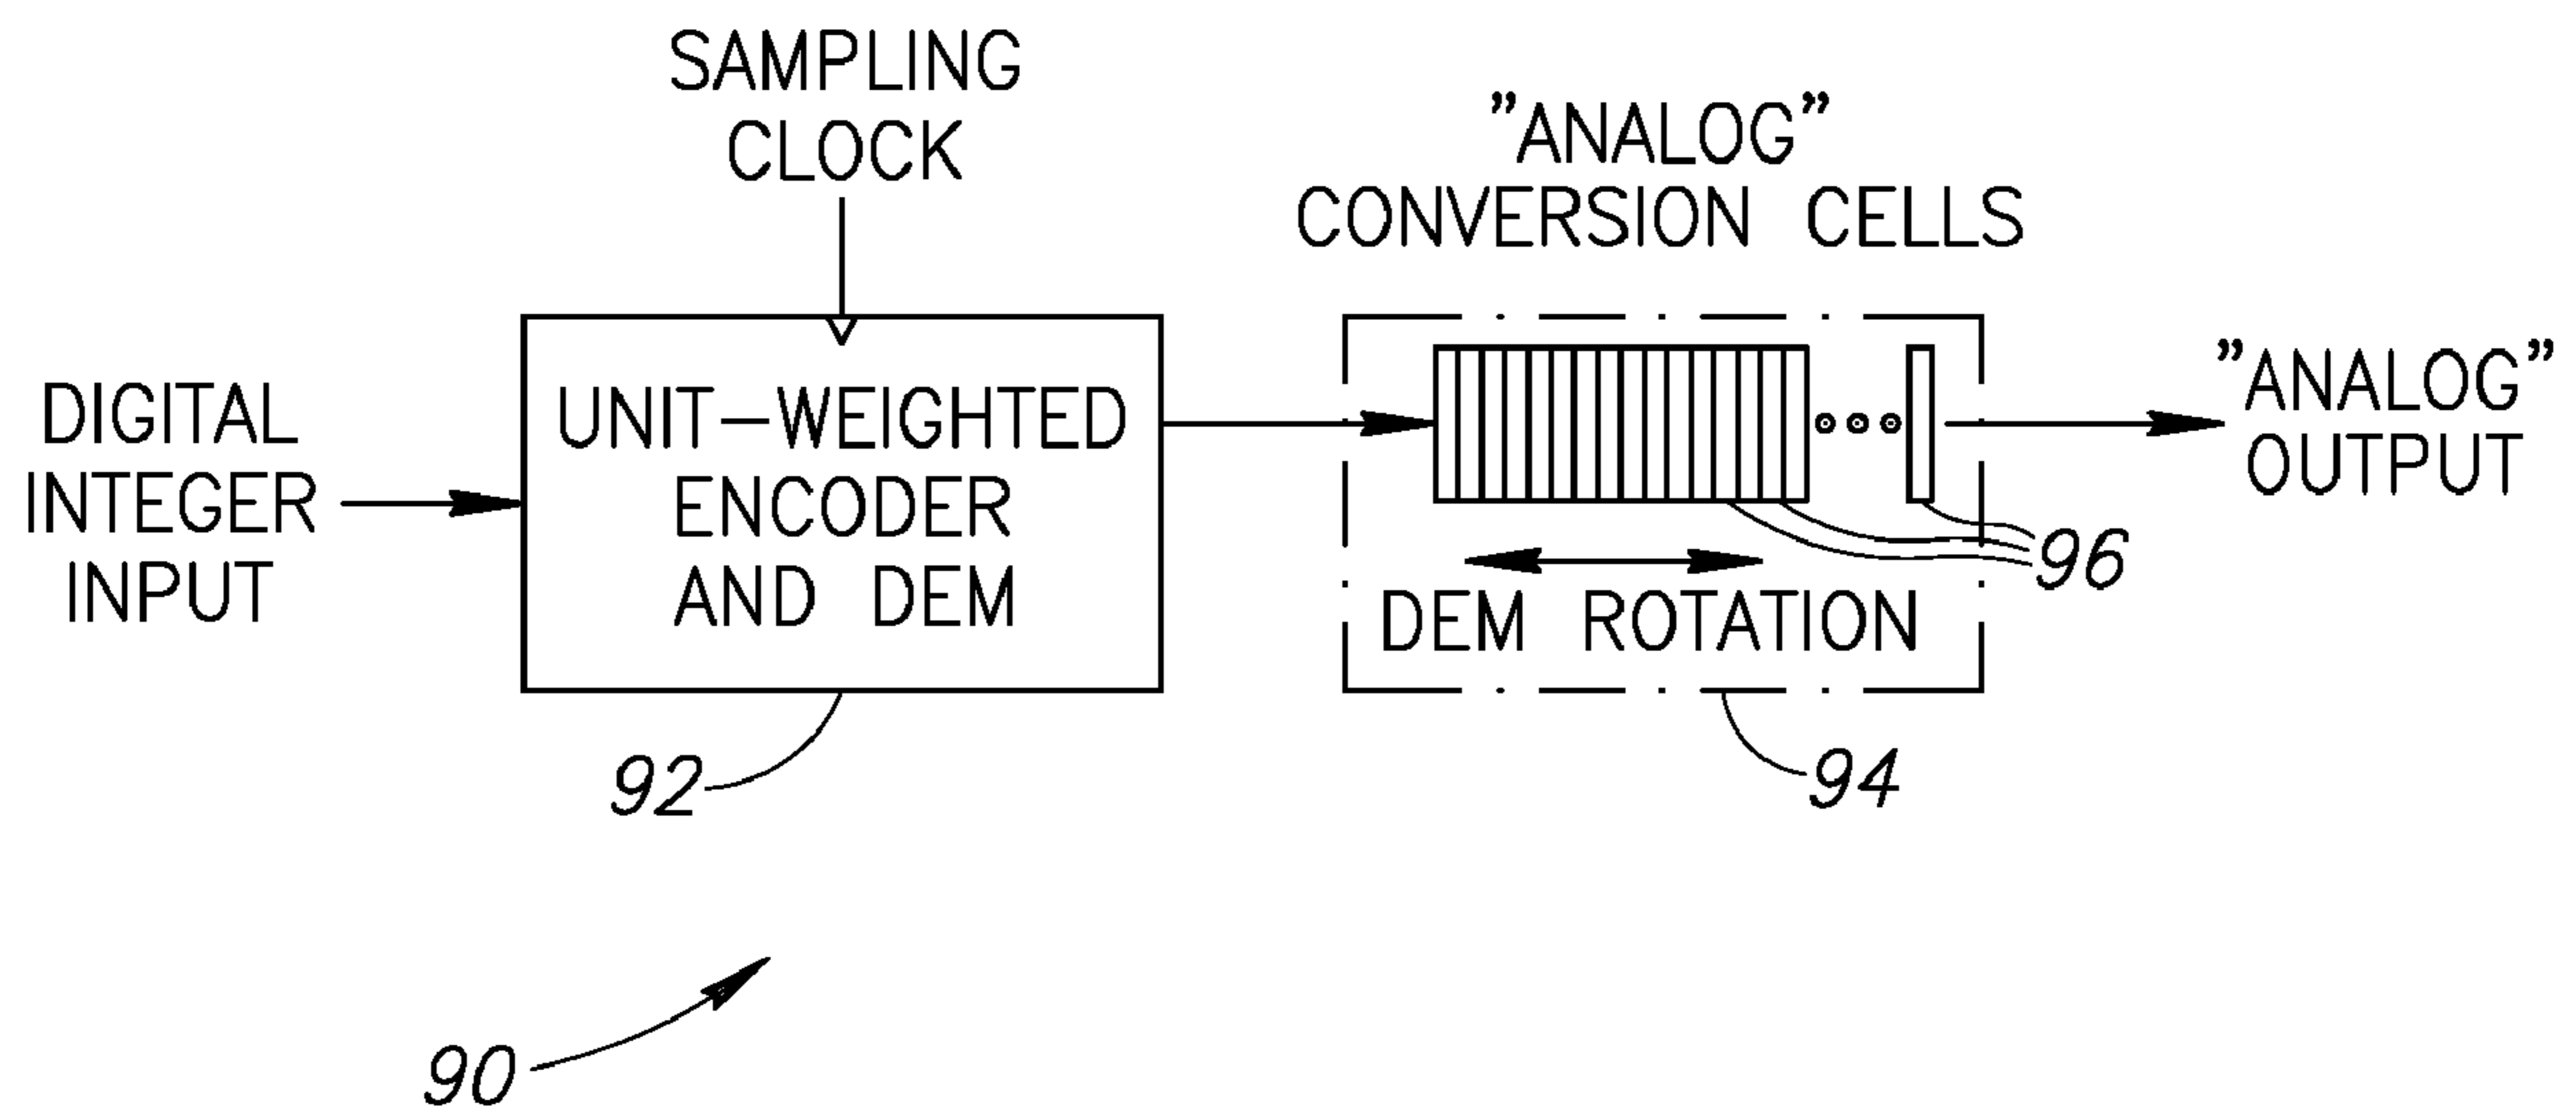 SAMPLING
CLOCK
"ANALOG"
CONVERSION CELLS
DIGITAL
INTEGER
INPUT
UNIT-WEIGHTED
ENCODER
AND DEM
"ANALOG"
OUTPUT
DEM ROTATION
96
92
94
90